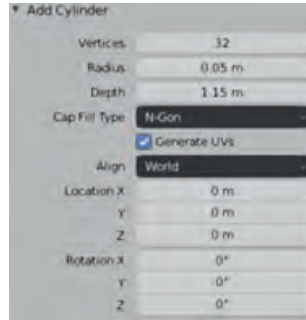 Add Cylinder
Vertices 32
Radius 0.05 m
Depth 1.15 m
Cap Fill Type N-Gon
Generate UVs
Align World
Location X 0 m
Y 0 m
Z 0 m
Rotation X 0°
Y 0°
Z 0°